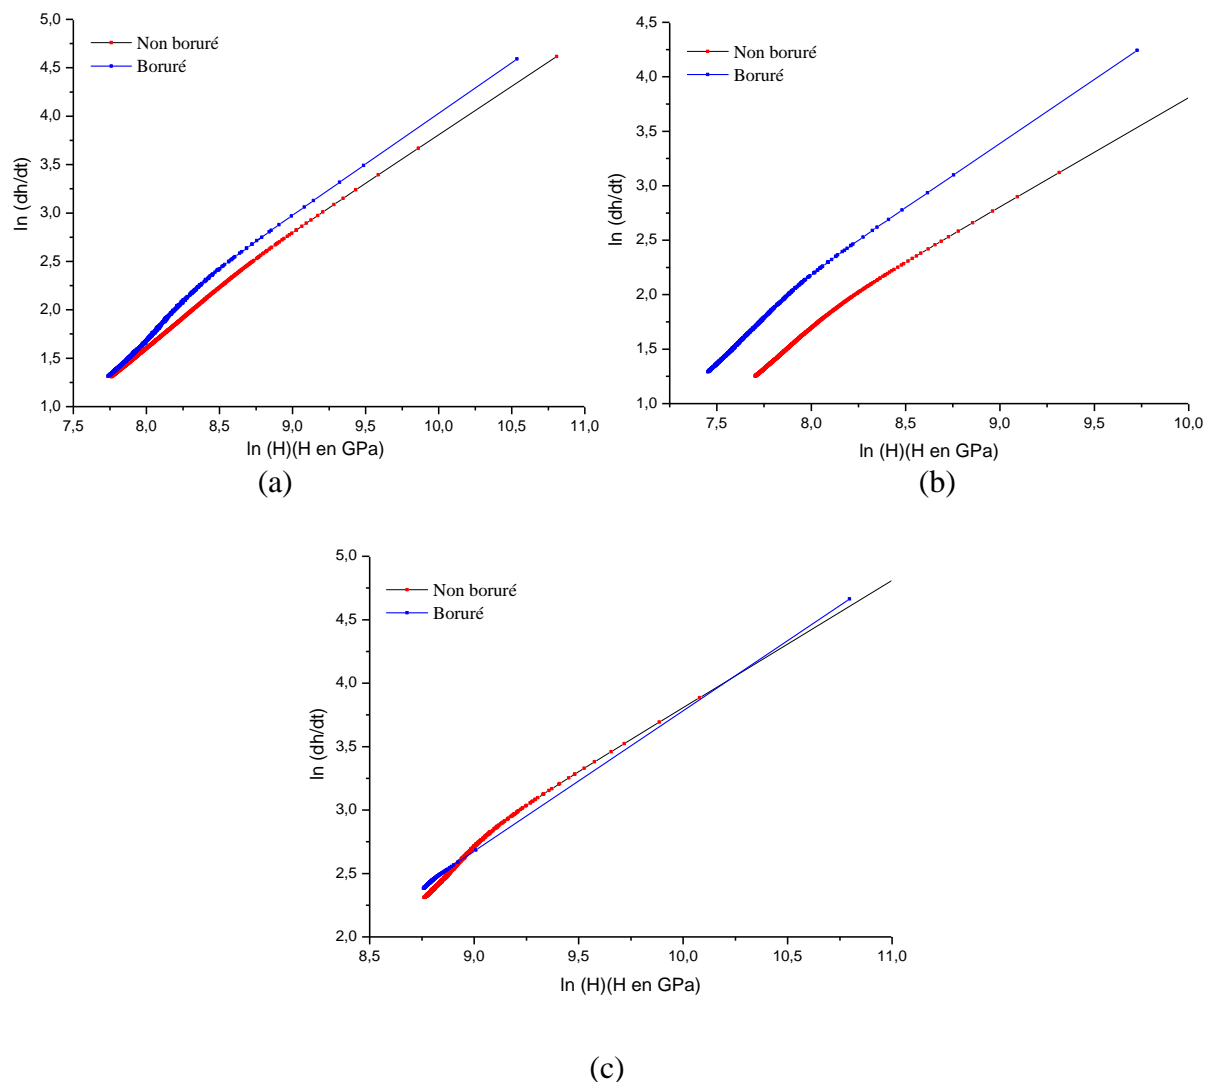 5,0
4,5
4,0
3,5
3,0
2,5
2,0
1,5
1,0
ln (dh/dt)
Non boruré
Boruré
7,5 8,0 8,5 9,0 9,5 10,0 10,5 11,0
ln (H)(H en GPa)
(a)
4,5
4,0
3,5
3,0
2,5
2,0
1,5
1,0
ln (dh/dt)
Non boruré
Boruré
7,5 8,0 8,5 9,0 9,5 10,0
ln (H)(H en GPa)
(b)
5,0
4,5
4,0
3,5
3,0
2,5
2,0
ln (dh/dt)
Non boruré
Boruré
8,5 9,0 9,5 10,0 10,5 11,0
ln (H)(H en GPa)
(c)